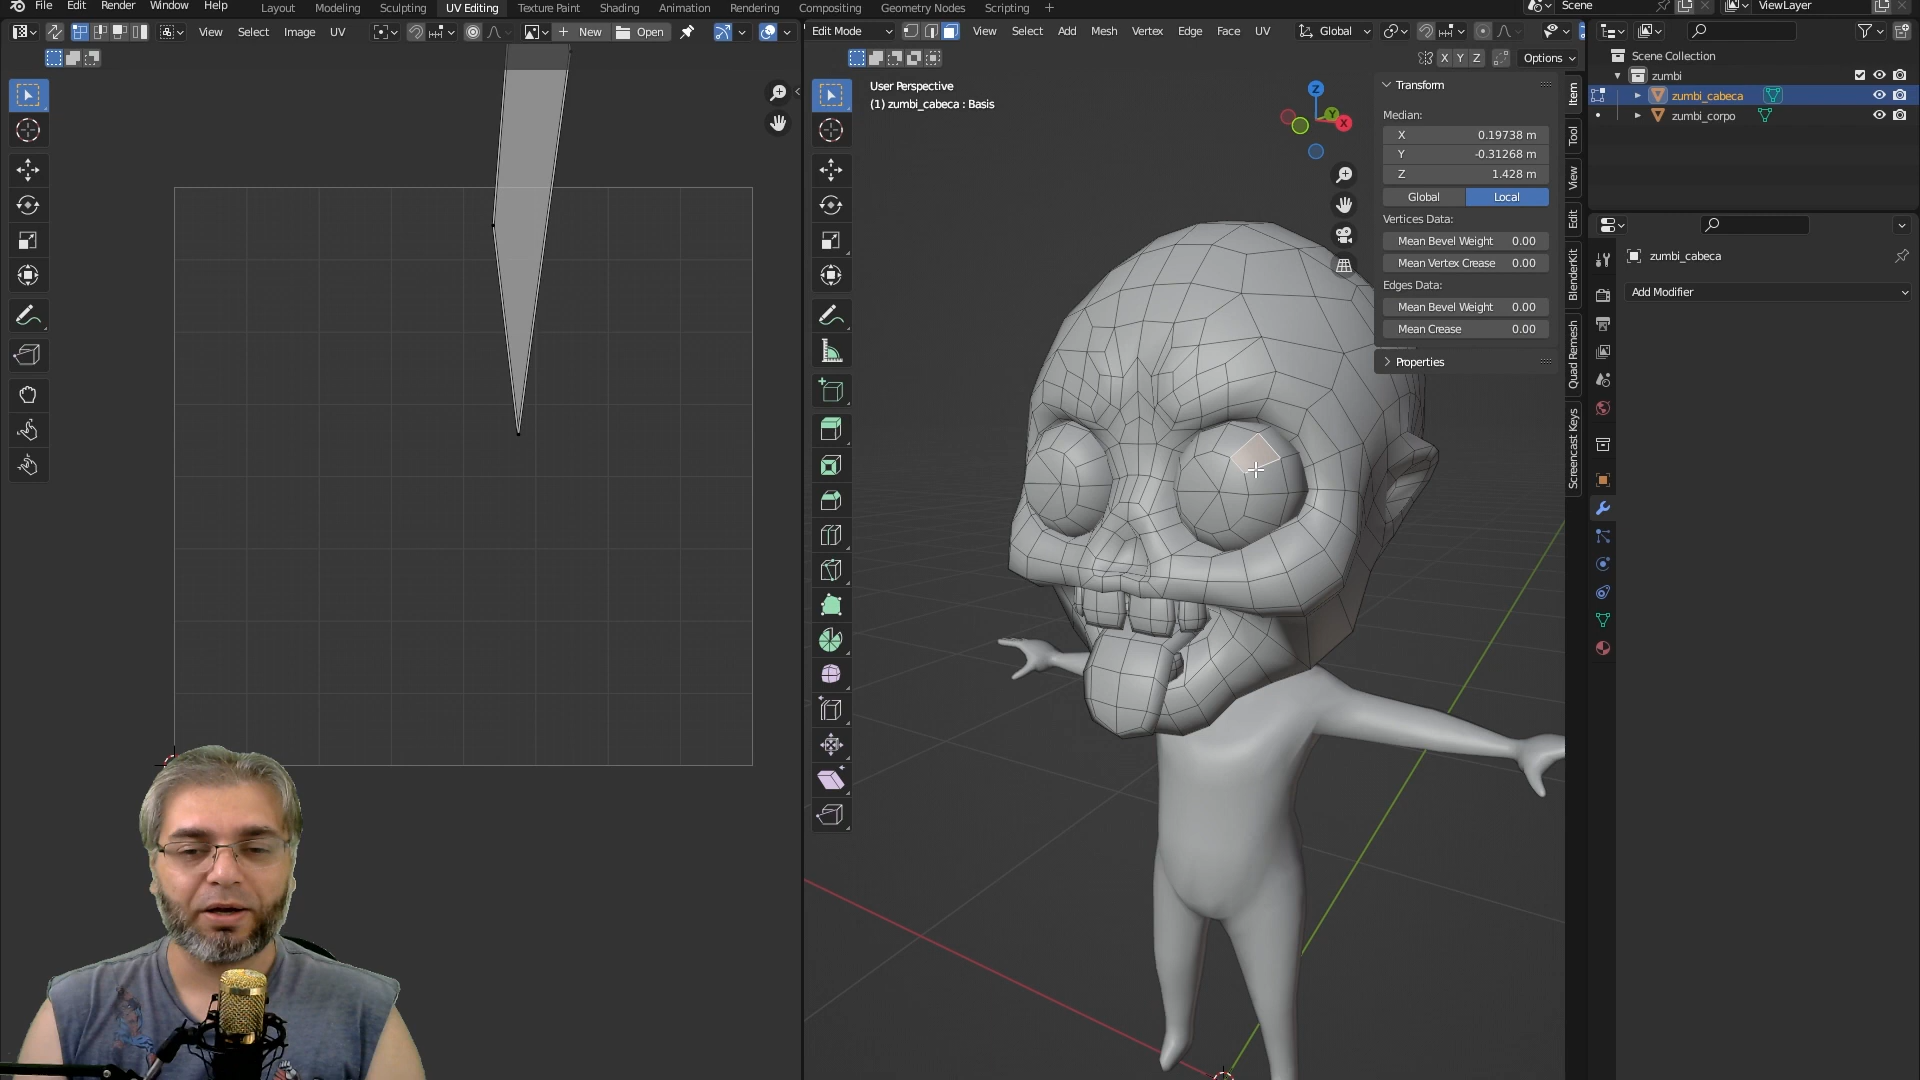 File Edit Render Window Help Layout Modeling Sculpting UV Editing Texture Paint Shading Animation Rendering Compositing Geometry Nodes Scripting + Scene ViewLayer
View Select Image UV New Open Edit Mode View Select Add Mesh Vertex Edge Face UV Global
X Y Z Options
User Perspective
(1) zumbi_cabeca : Basis
Z
Y
X
Transform
Median:
X 0.19738 m
Y -0.31268 m
Z 1.428 m
Global Local
Vertices Data:
Mean Bevel Weight 0.00
Mean Vertex Crease 0.00
Edges Data:
Mean Bevel Weight 0.00
Mean Crease 0.00
Properties
Item
Tool
View
Edit
BlenderKit
Quad Remesh
Screencast Keys
Scene Collection
zumbi
zumbi_cabeca
zumbi_corpo
zumbi_cabeca
Add Modifier